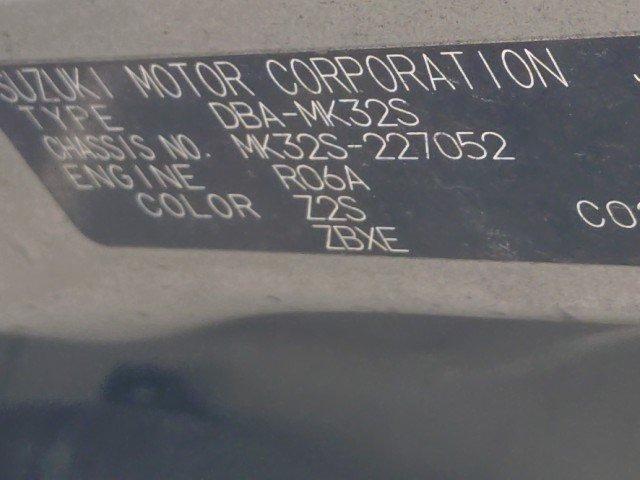 SUZUKI MOTOR CORPORATION
TYPE DBA-MK32S
CHASSIS NO. MK32S-227052
ENGINE R06A
COLOR Z2S
ZBXE